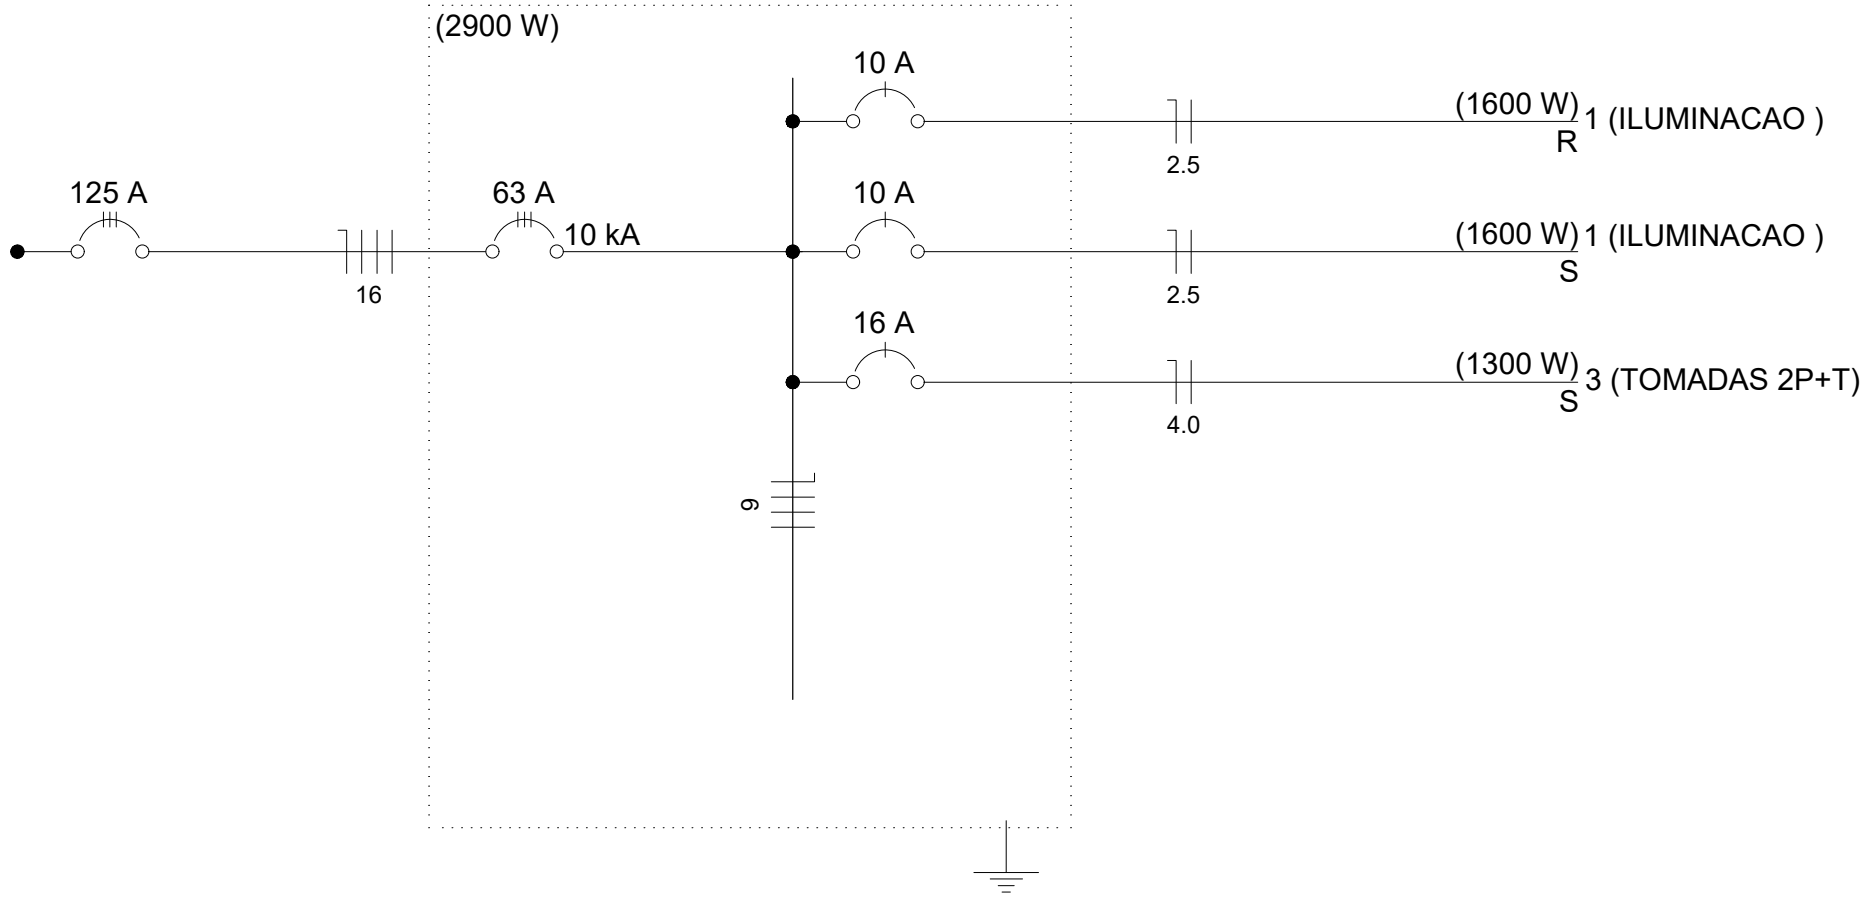 (2900 W)
10 A
(1600 W) 1 (ILUMINACAO )
R
2.5
125 A
63 A
10 kA
16
10 A
(1600 W) 1 (ILUMINACAO )
S
2.5
16 A
(1300 W) 3 (TOMADAS 2P+T)
S
4.0
9